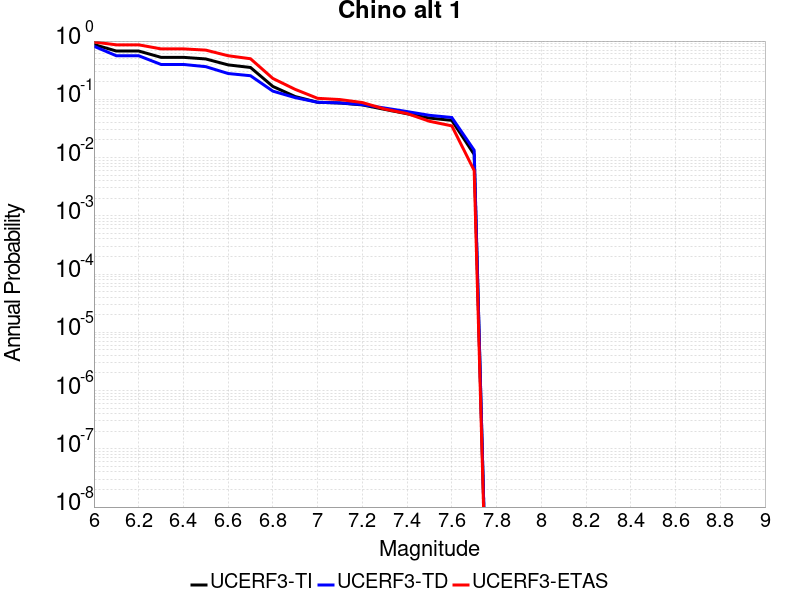 Chino alt 1
Annual Probability
10^0
10^-1
10^-2
10^-3
10^-4
10^-5
10^-6
10^-7
10^-8
6 6.2 6.4 6.6 6.8 7 7.2 7.4 7.6 7.8 8 8.2 8.4 8.6 8.8 9
Magnitude
UCERF3-TI UCERF3-TD UCERF3-ETAS